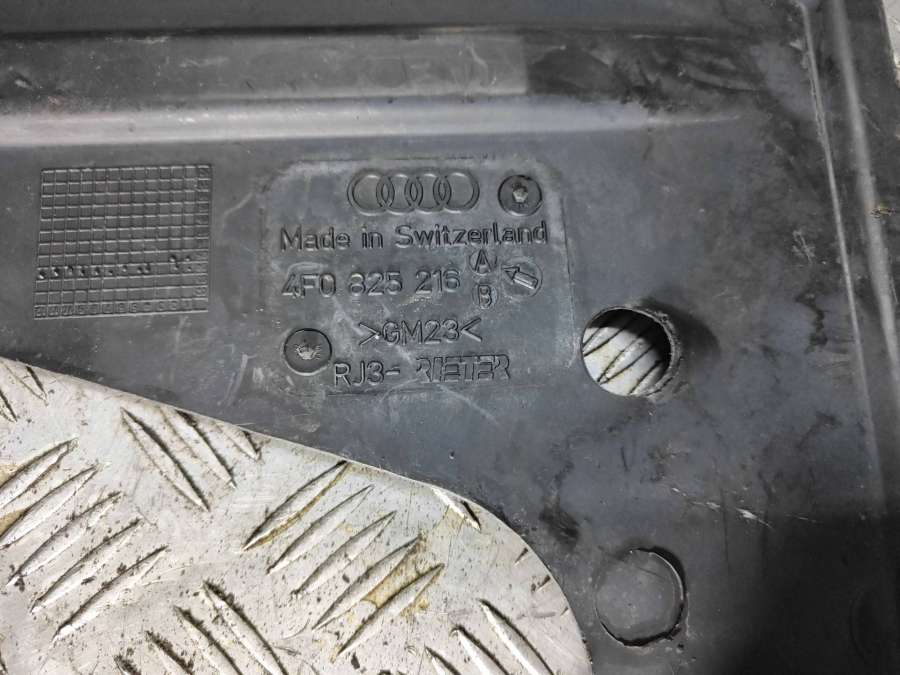 Made in Switzerland
4F0 825 216 A
B
>GM23<
RJ3- RIETER